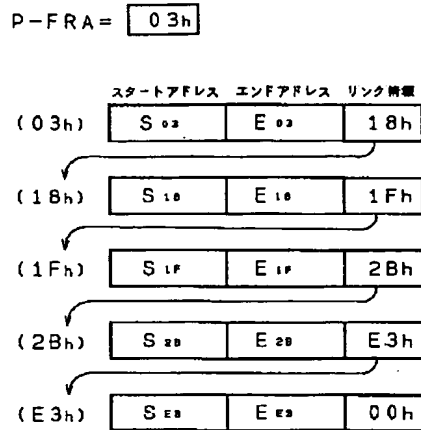 P-FRA= 03h
スタートアドレス エンドアドレス リンク情報
(03h) S03 E03 18h
(18h) S18 E18 1Fh
(1Fh) S1F E1F 2Bh
(2Bh) S2B E2B E3h
(E3h) SE3 EE3 00h